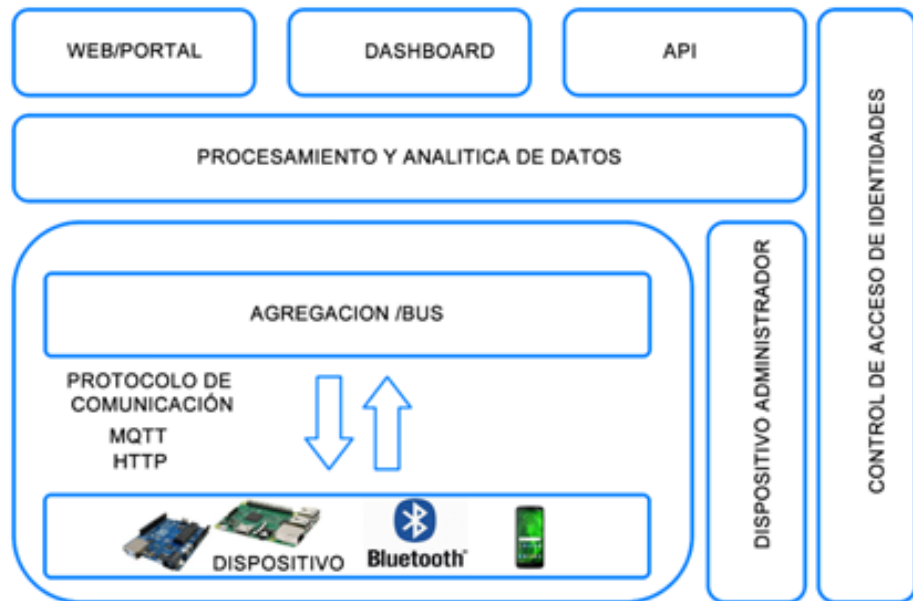 WEB/PORTAL
DASHBOARD
API
PROCESAMIENTO Y ANALITICA DE DATOS
AGREGACION /BUS
PROTOCOLO DE
COMUNICACIÓN
MQTT
HTTP
DISPOSITIVO
Bluetooth
DISPOSITIVO ADMINISTRADOR
CONTROL DE ACCESO DE IDENTIDADES